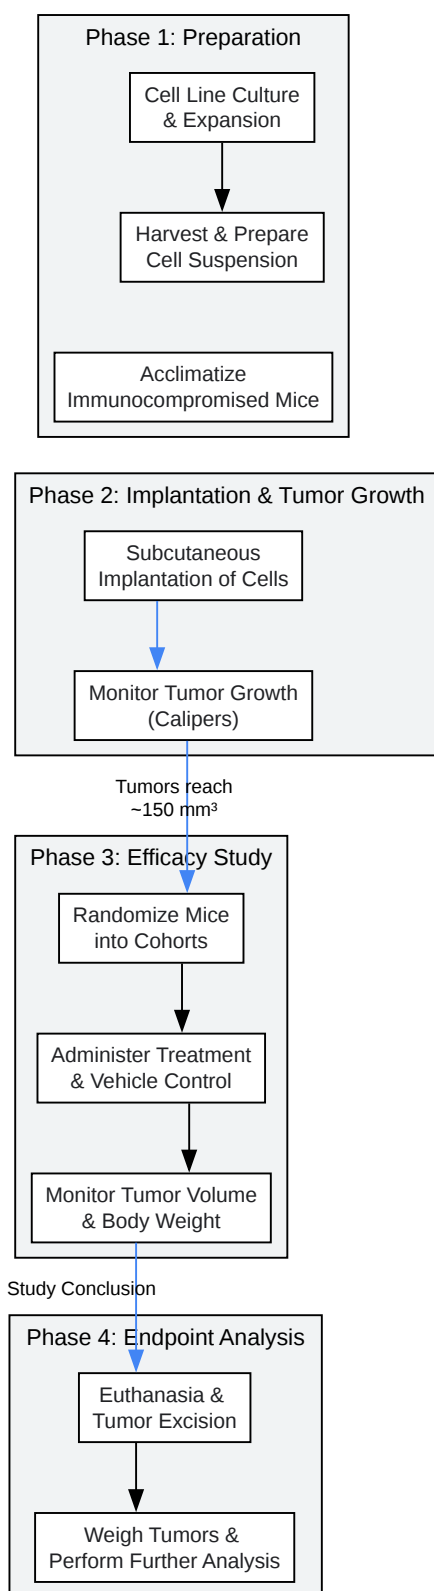 Phase 1: Preparation
Cell Line Culture
& Expansion
Harvest & Prepare
Cell Suspension
Acclimatize
Immunocompromised Mice
Phase 2: Implantation & Tumor Growth
Subcutaneous
Implantation of Cells
Monitor Tumor Growth
(Calipers)
Tumors reach
~150 mm³
Phase 3: Efficacy Study
Randomize Mice
into Cohorts
Administer Treatment
& Vehicle Control
Monitor Tumor Volume
& Body Weight
Study Conclusion
Phase 4: Endpoint Analysis
Euthanasia &
Tumor Excision
Weigh Tumors &
Perform Further Analysis